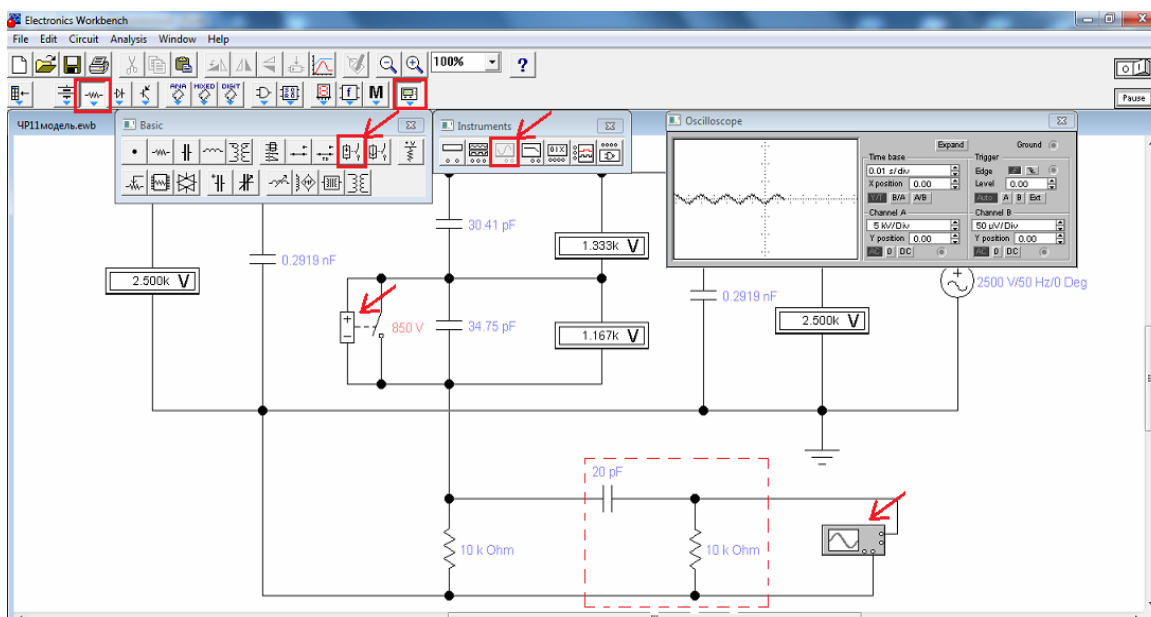 Electronics Workbench
File Edit Circuit Analysis Window Help
100% ?
ANA MIXED DIGIT M
Pause
ЧР11модель.ewb
Basic
Instruments
Oscilloscope
Expand Ground
Time base Trigger
0.01 s/div Edge
X position 0.00 Level 0.00
Y/T B/A A/B Auto A B Ext
Channel A Channel B
5 kV/Div 50 µV/Div
Y position 0.00 Y position 0.00
AC 0 DC AC 0 DC
30.41 pF
1.333k V
0.2919 nF
2.500k V
2500 V/50 Hz/0 Deg
0.2919 nF
850 V
34.75 pF
1.167k V
2.500k V
20 pF
10 k Ohm
10 k Ohm